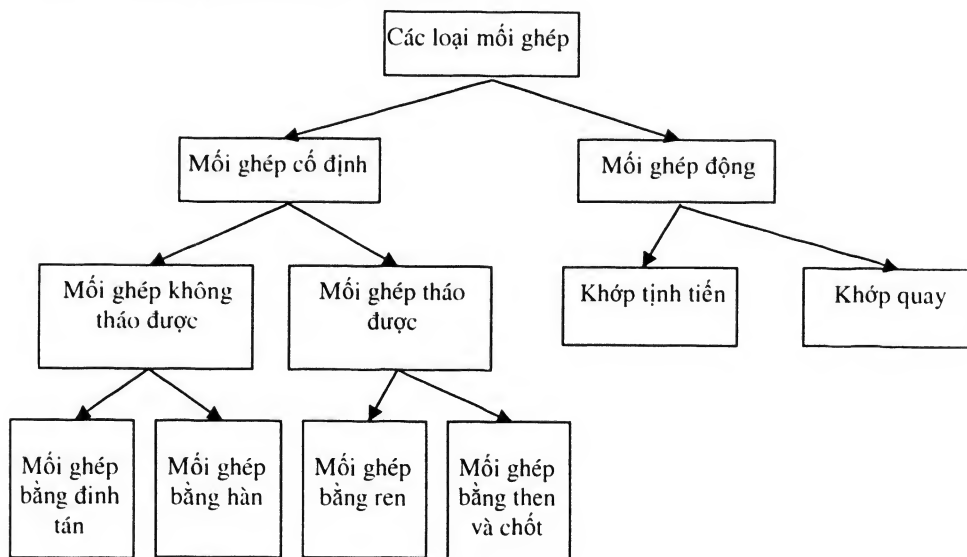 Các loại mối ghép
Mối ghép cố định
Mối ghép động
Mối ghép không
tháo được
Mối ghép tháo
được
Khớp tịnh tiến
Khớp quay
Mối ghép
bằng đinh
tán
Mối ghép
bằng hàn
Mối ghép
bằng ren
Mối ghép
bằng then
và chốt